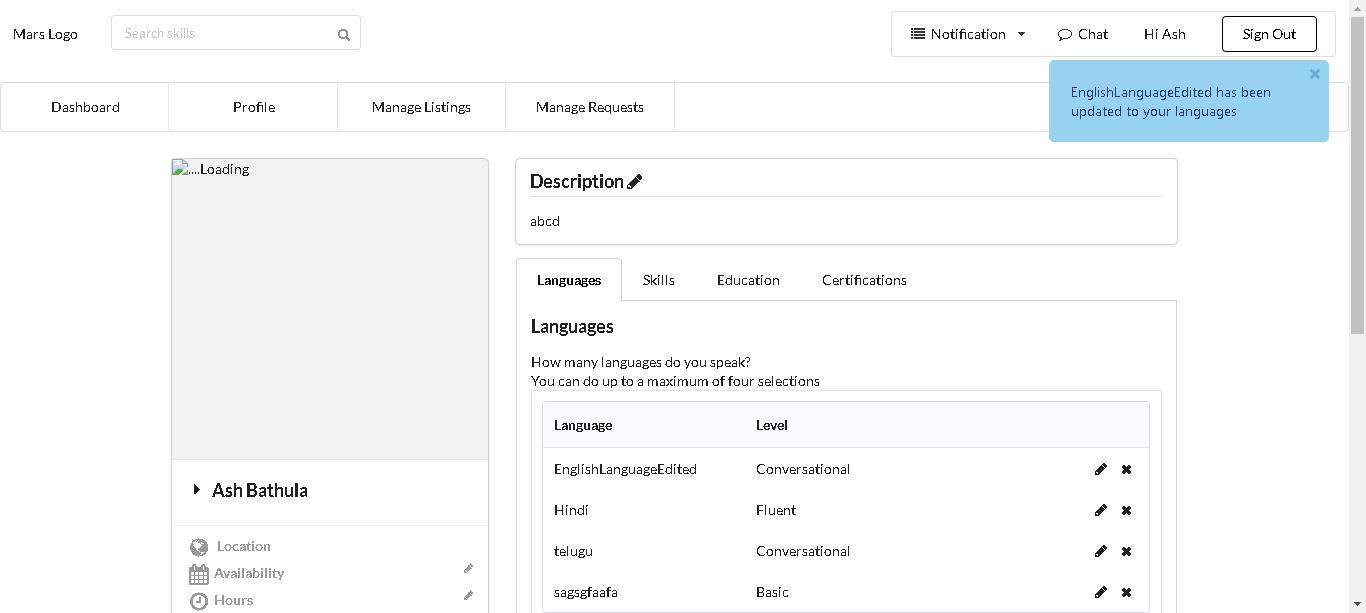 Mars Logo
Search skills
Notification
Chat
Hi Ash
Sign Out
EnglishLanguageEdited has been
updated to your languages
Dashboard
Profile
Manage Listings
Manage Requests
....Loading
Description
abcd
Languages
Skills
Education
Certifications
Languages
How many languages do you speak?
You can do up to a maximum of four selections
Language Level
EnglishLanguageEdited Conversational
Hindi Fluent
telugu Conversational
sagsgfaafa Basic
Ash Bathula
Location
Availability
Hours